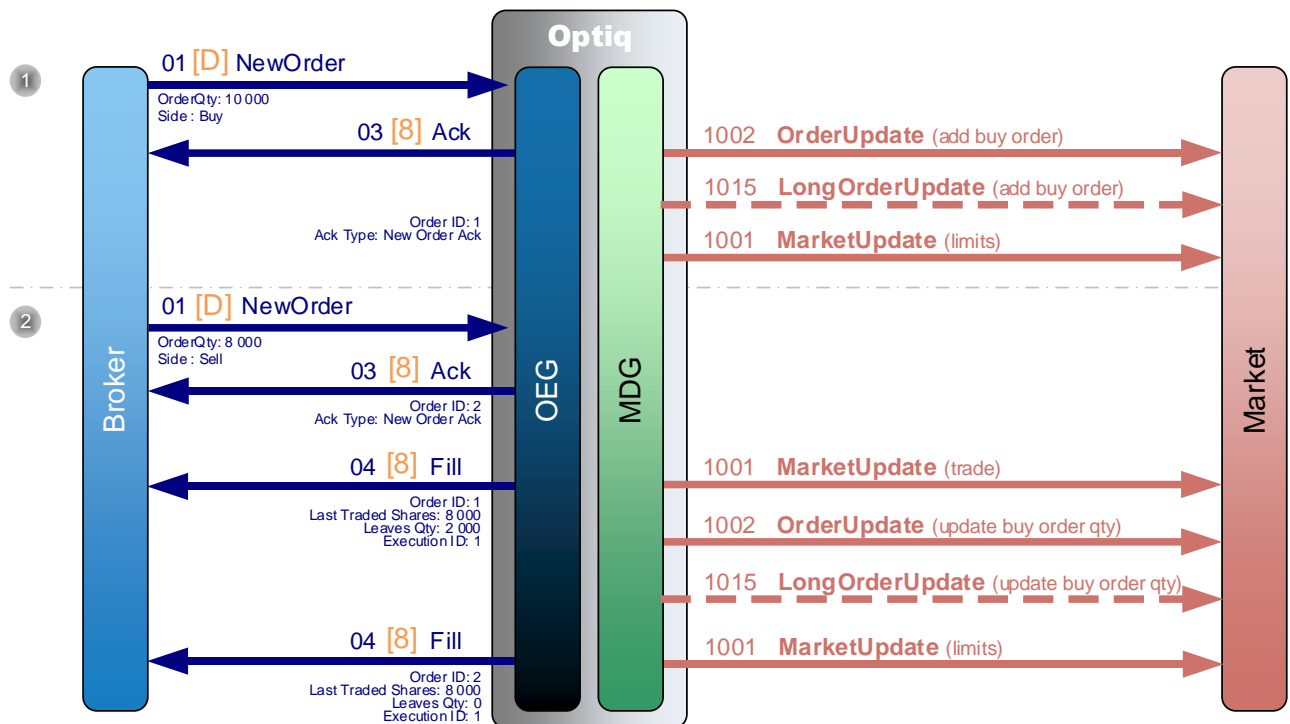 Optiq
1
01 [D] NewOrder
OrderQty: 10 000
Side : Buy
03 [8] Ack
1002 OrderUpdate (add buy order)
1015 LongOrderUpdate (add buy order)
Order ID: 1
Ack Type: New Order Ack
1001 MarketUpdate (limits)
2
01 [D] NewOrder
OrderQty: 8 000
Side : Sell
03 [8] Ack
Order ID: 2
Ack Type: New Order Ack
Broker
OEG
MDG
Market
04 [8] Fill
1001 MarketUpdate (trade)
Order ID: 1
Last Traded Shares: 8 000
Leaves Qty: 2 000
Execution ID: 1
1002 OrderUpdate (update buy order qty)
1015 LongOrderUpdate (update buy order qty)
04 [8] Fill
1001 MarketUpdate (limits)
Order ID: 2
Last Traded Shares: 8 000
Leaves Qty: 0
Execution ID: 1